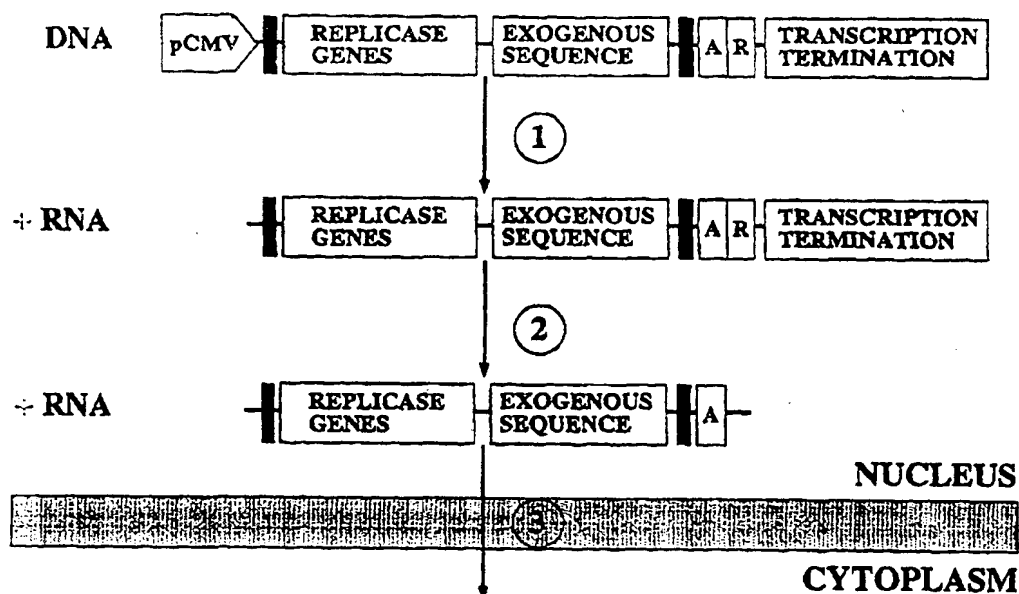 DNA
pCMV
REPLICASE
GENES
EXOGENOUS
SEQUENCE
A
R
TRANSCRIPTION
TERMINATION
1
+ RNA
REPLICASE
GENES
EXOGENOUS
SEQUENCE
A
R
TRANSCRIPTION
TERMINATION
2
+ RNA
REPLICASE
GENES
EXOGENOUS
SEQUENCE
A
NUCLEUS
3
CYTOPLASM